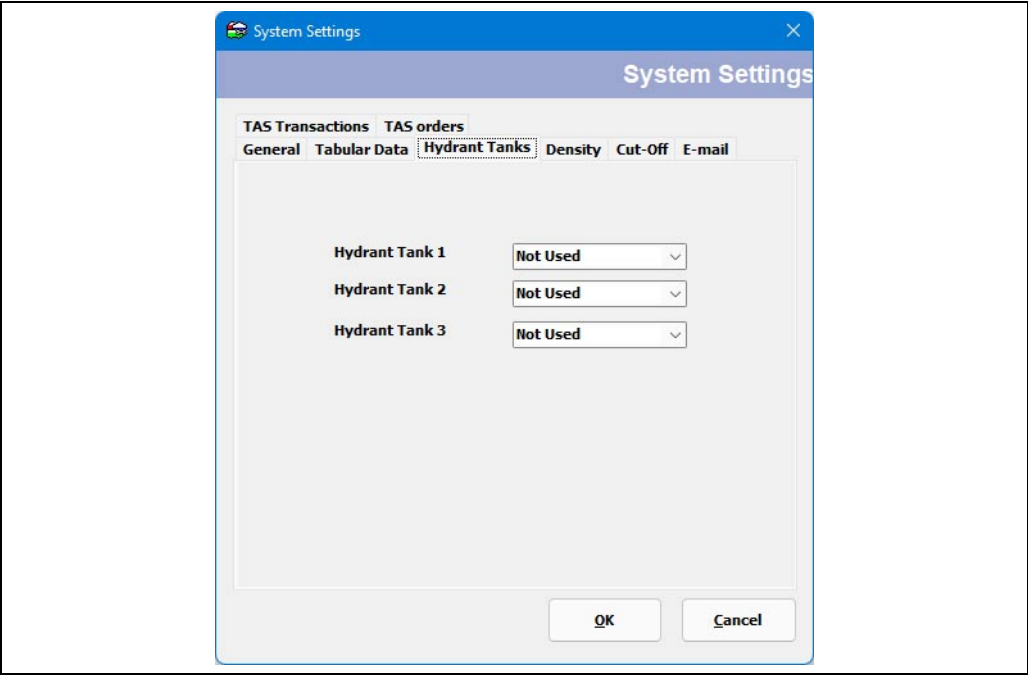 System Settings
System Settings
TAS Transactions TAS orders
General Tabular Data Hydrant Tanks Density Cut-Off E-mail
Hydrant Tank 1 Not Used
Hydrant Tank 2 Not Used
Hydrant Tank 3 Not Used
OK Cancel